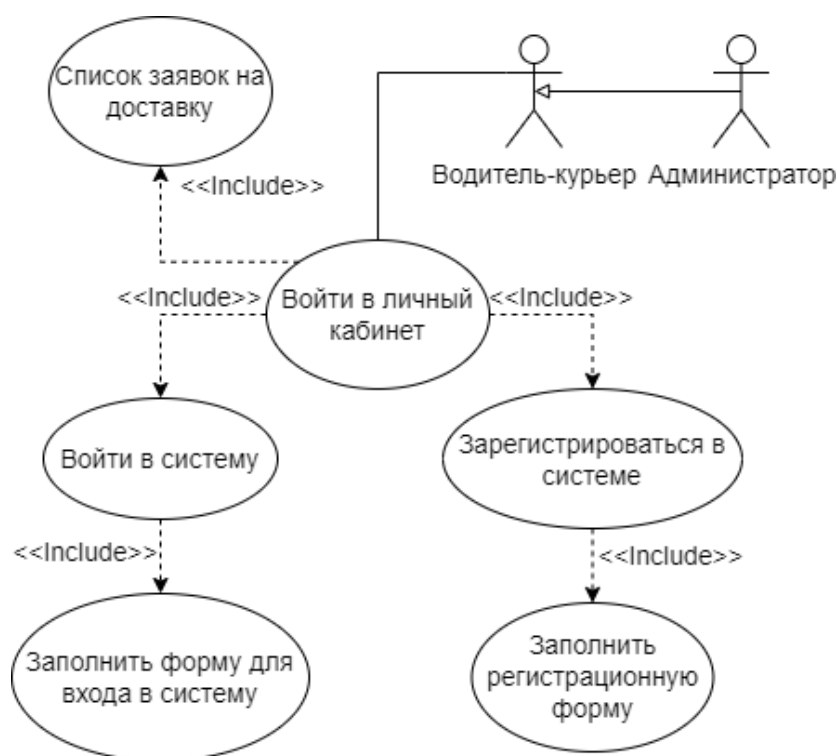 Список заявок на
доставку
<<Include>>
Водитель-курьер
Администратор
<<Include>>
Войти в личный
кабинет
<<Include>>
Войти в систему
Зарегистрироваться в
системе
<<Include>>
<<Include>>
Заполнить форму для
входа в систему
Заполнить
регистрационную
форму